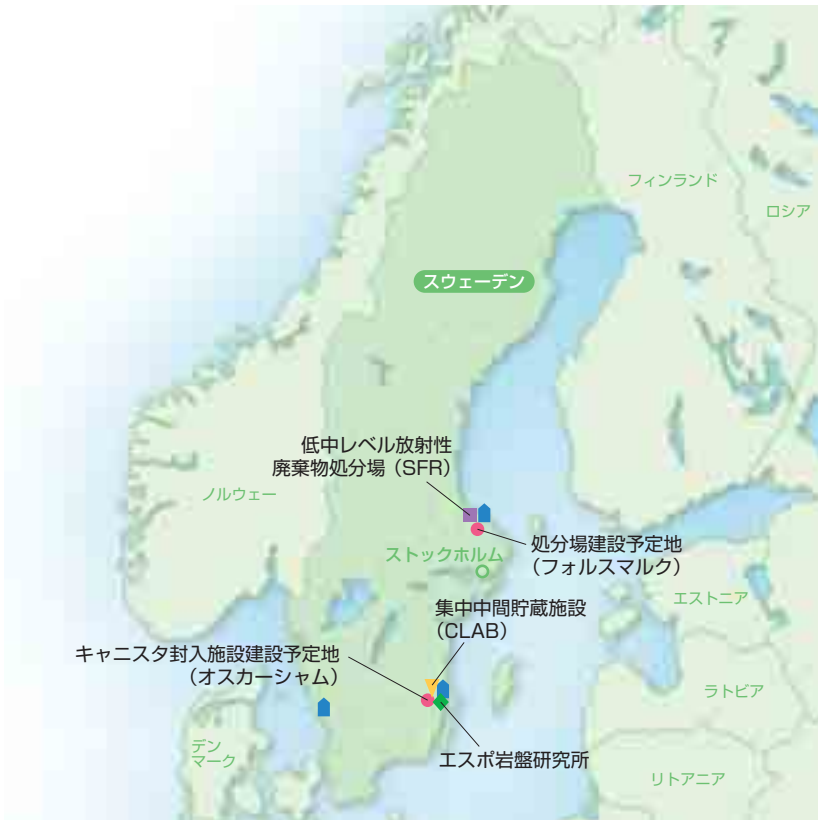 フィンランド
ロシア
スウェーデン
低中レベル放射性
廃棄物処分場（SFR）
ノルウェー
処分場建設予定地
（フォルスマルク）
ストックホルム
エストニア
集中中間貯蔵施設
（CLAB）
キャニスタ封入施設建設予定地
（オスカーシャム）
ラトビア
デン
マーク
エスポ岩盤研究所
リトアニア